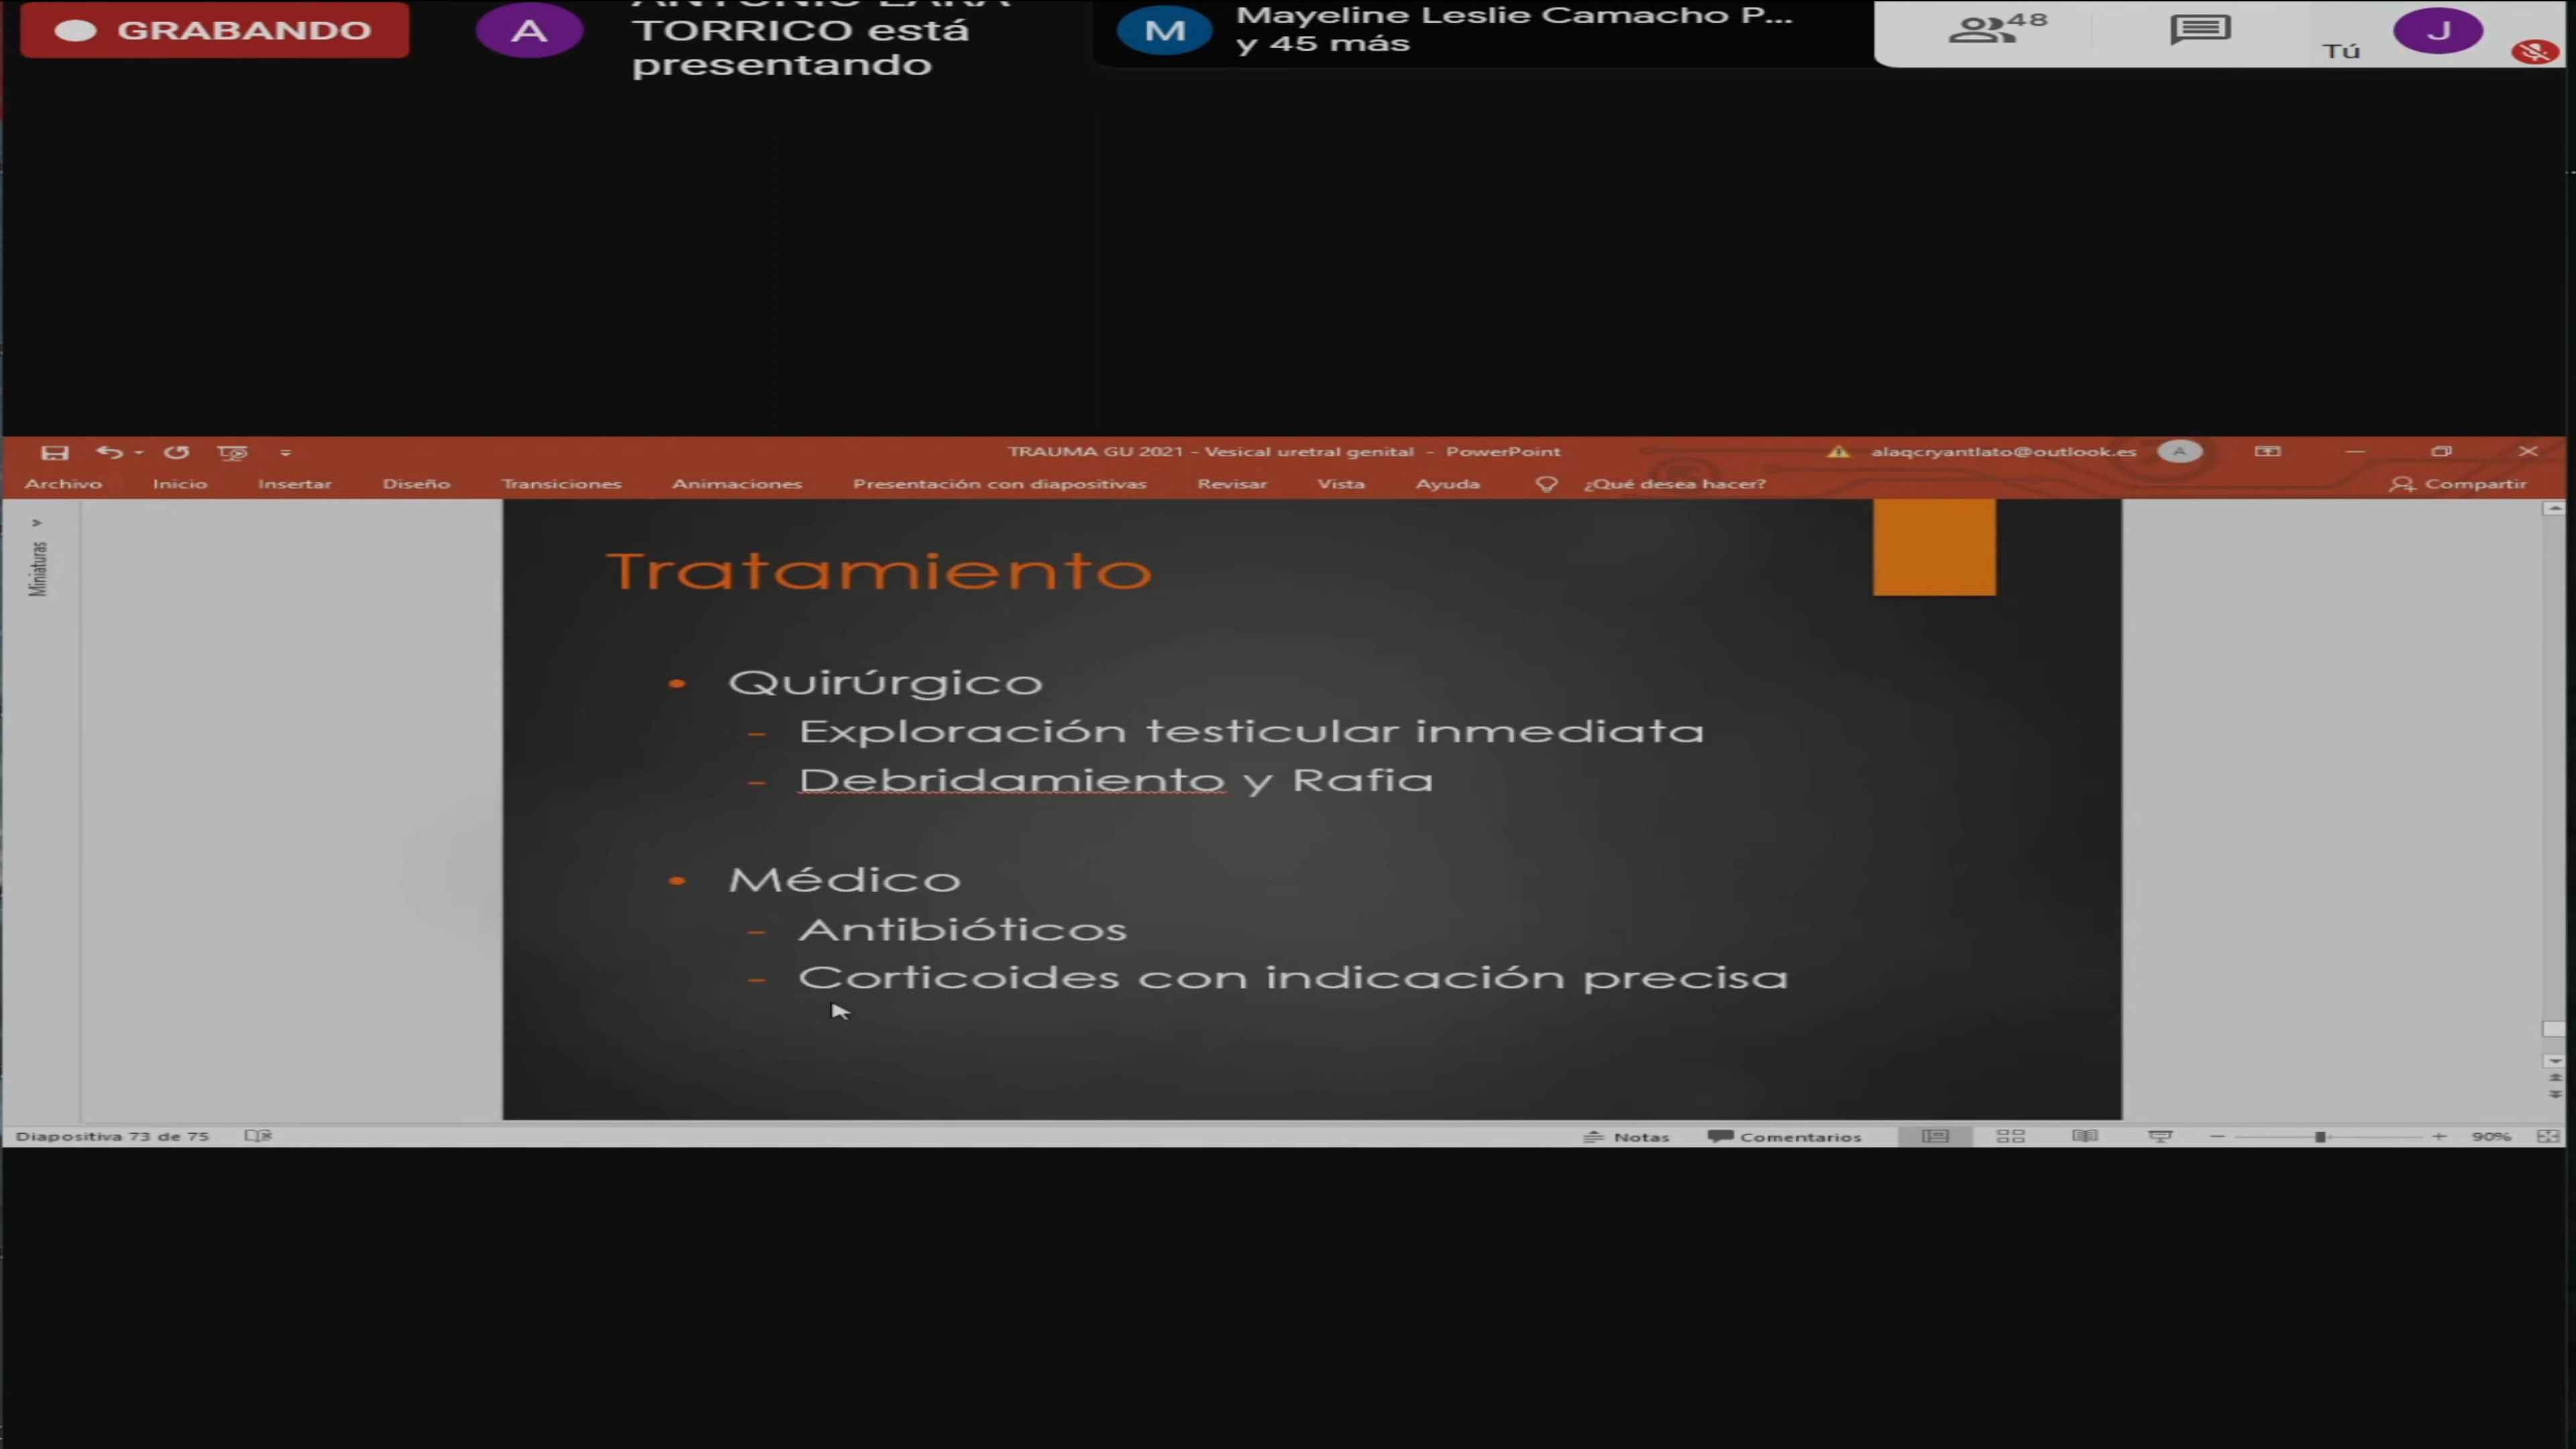 GRABANDO
A
ANTONIO LARA
TORRICO está
presentando
M
Mayeline Leslie Camacho P...
y 45 más
48
Tú
J
TRAUMA GU 2021 - Vesical uretral genital - PowerPoint
alaqcryantlato@outlook.es
A
Archivo Inicio Insertar Diseño Transiciones Animaciones Presentación con diapositivas Revisar Vista Ayuda ¿Qué desea hacer? Compartir
Miniaturas
Tratamiento
• Quirúrgico
– Exploración testicular inmediata
– Debridamiento y Rafia
• Médico
– Antibióticos
– Corticoides con indicación precisa
Diapositiva 73 de 75 Notas Comentarios 90%